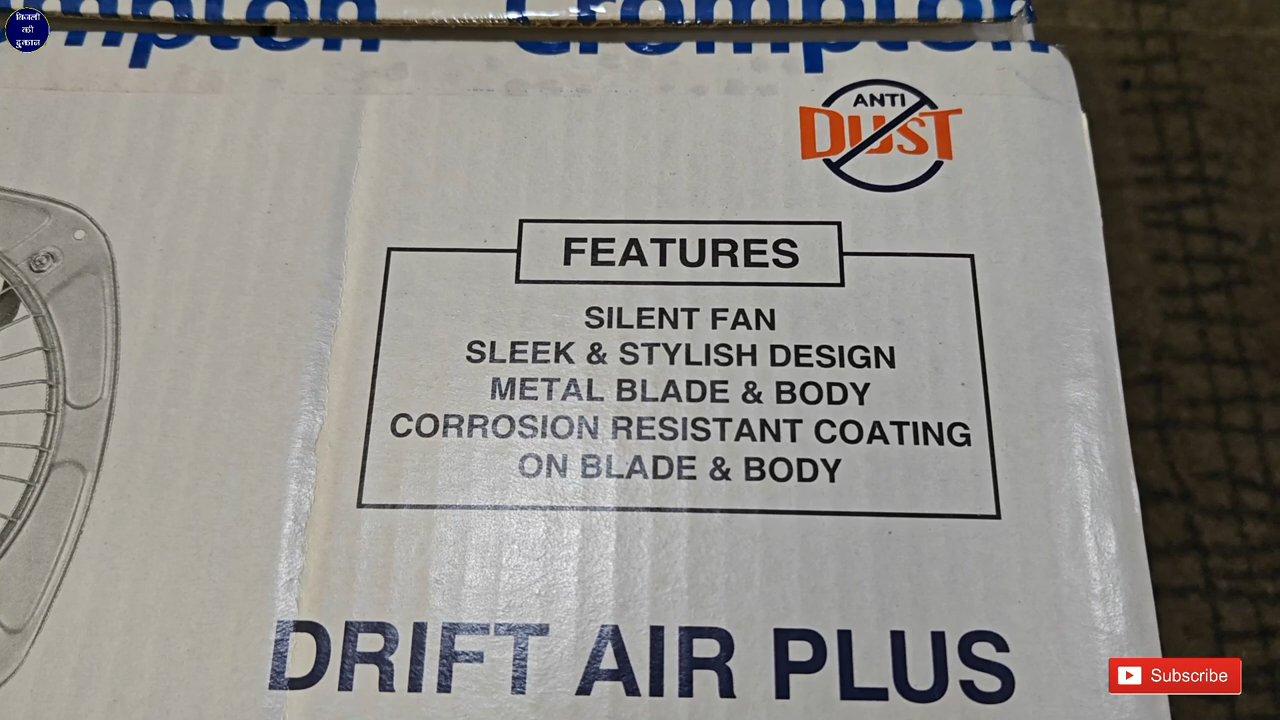 बिजली
की
दुकान
mpton Crompton
ANTI
DUST
FEATURES
SILENT FAN
SLEEK & STYLISH DESIGN
METAL BLADE & BODY
CORROSION RESISTANT COATING
ON BLADE & BODY
DRIFT AIR PLUS
Subscribe